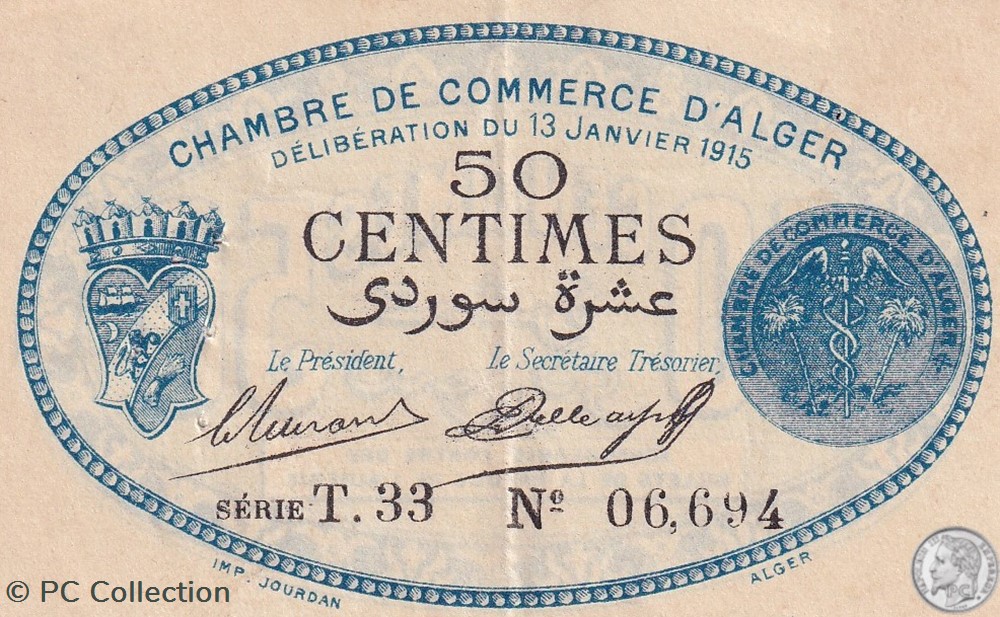 CHAMBRE DE COMMERCE D'ALGER
DÉLIBÉRATION DU 13 JANVIER 1915
50
CENTIMES
عشرة سوردى
Le Président,
Le Secrétaire Trésorier,
CHAMBRE DE COMMERCE D'ALGER
SÉRIE T.33 Nº 06,694
IMP. JOURDAN
ALGER
© PC Collection